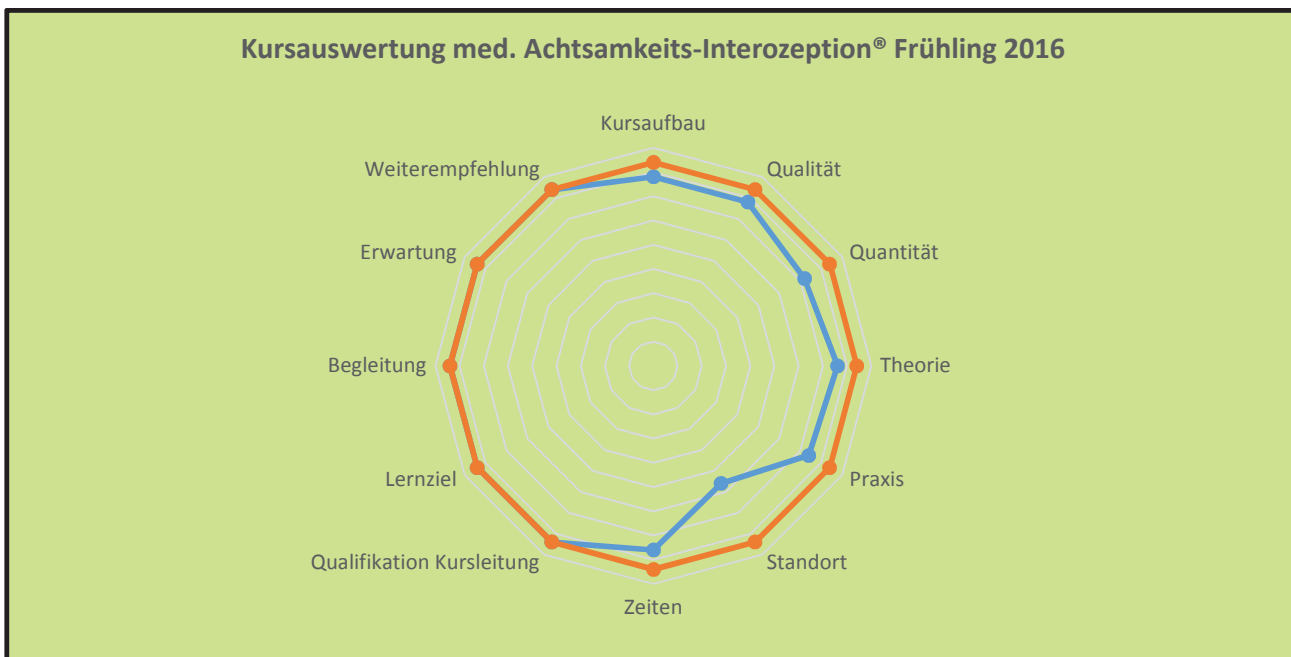 Kursauswertung med. Achtsamkeits-Interozeption® Frühling 2016
Kursaufbau
Weiterempfehlung
Qualität
Erwartung
Quantität
Begleitung
Theorie
Lernziel
Praxis
Qualifikation Kursleitung
Standort
Zeiten